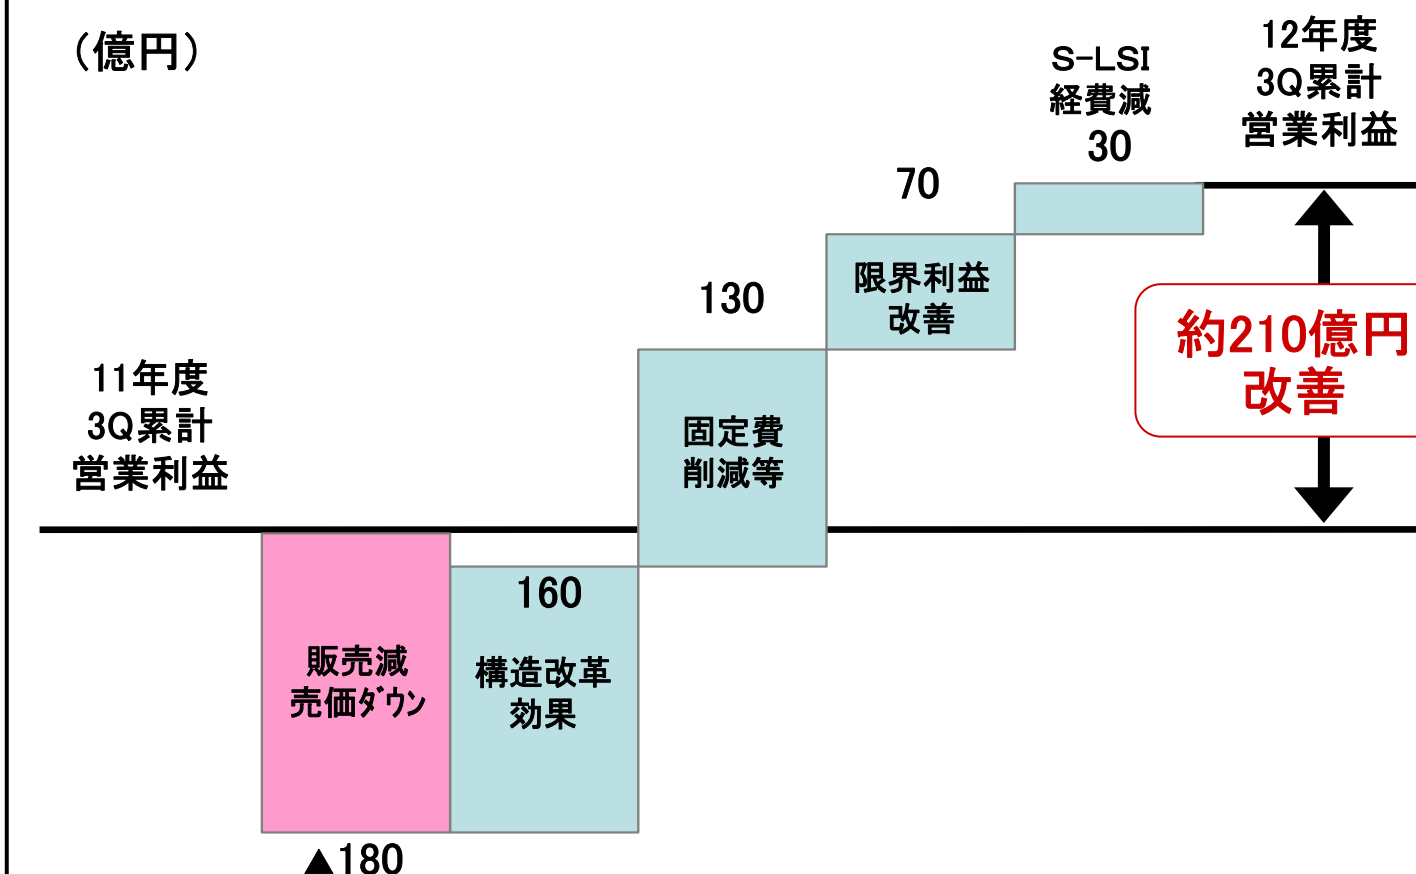 （億円）
11年度
3Q累計
営業利益
▲180
販売減
売価ﾀﾞｳﾝ
160
構造改革
効果
130
固定費
削減等
70
限界利益
改善
S-LSI
経費減
30
12年度
3Q累計
営業利益
約210億円
改善